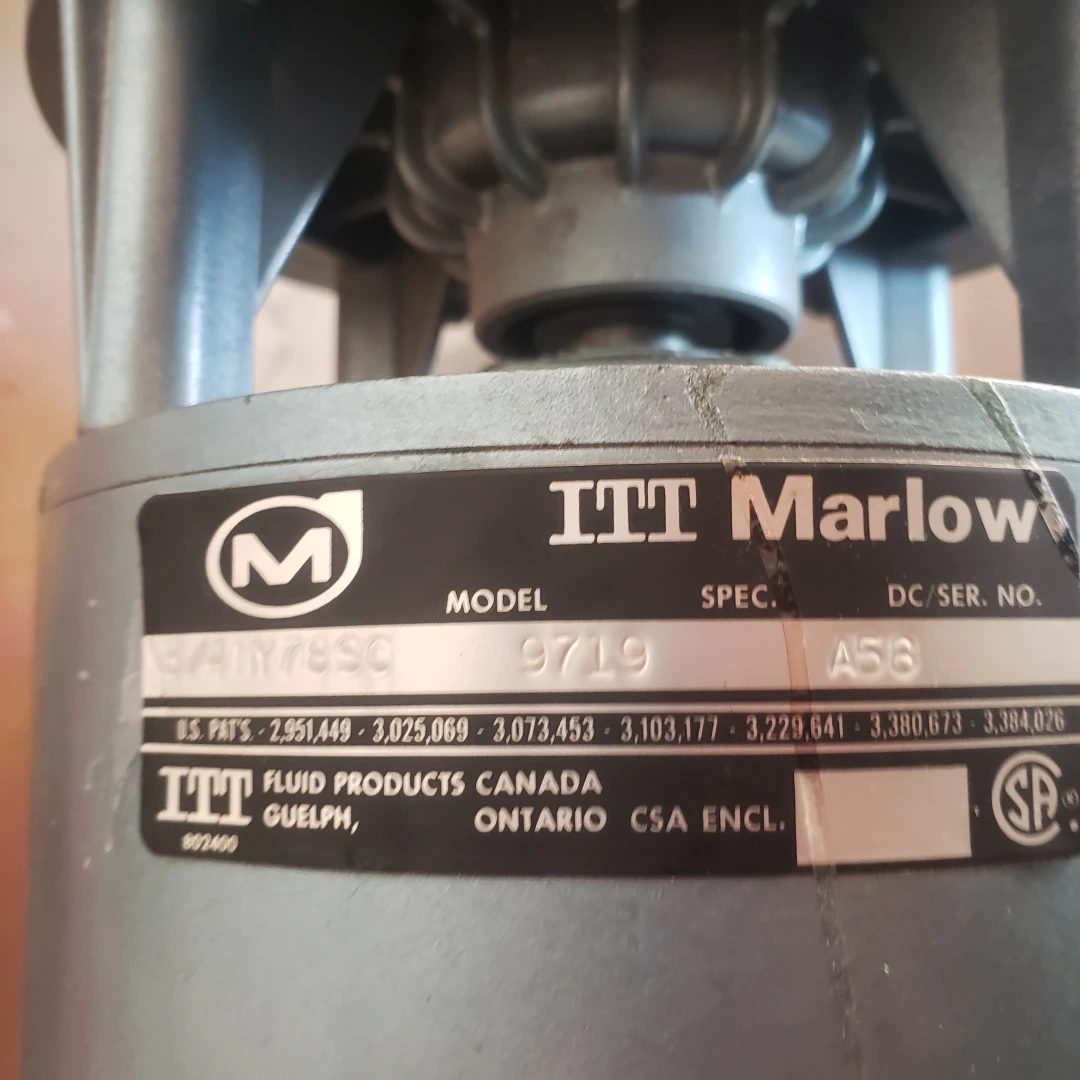 M ITT Marlow
MODEL SPEC. DC/SER. NO.
9719 A58
U.S. PAT'S. - 2,951,449 - 3,025,069 - 3,073,453 - 3,103,177 - 3,229,641 - 3,380,673 - 3,384,026
ITT FLUID PRODUCTS CANADA
GUELPH, ONTARIO CSA ENCL.
802400
CSA ®